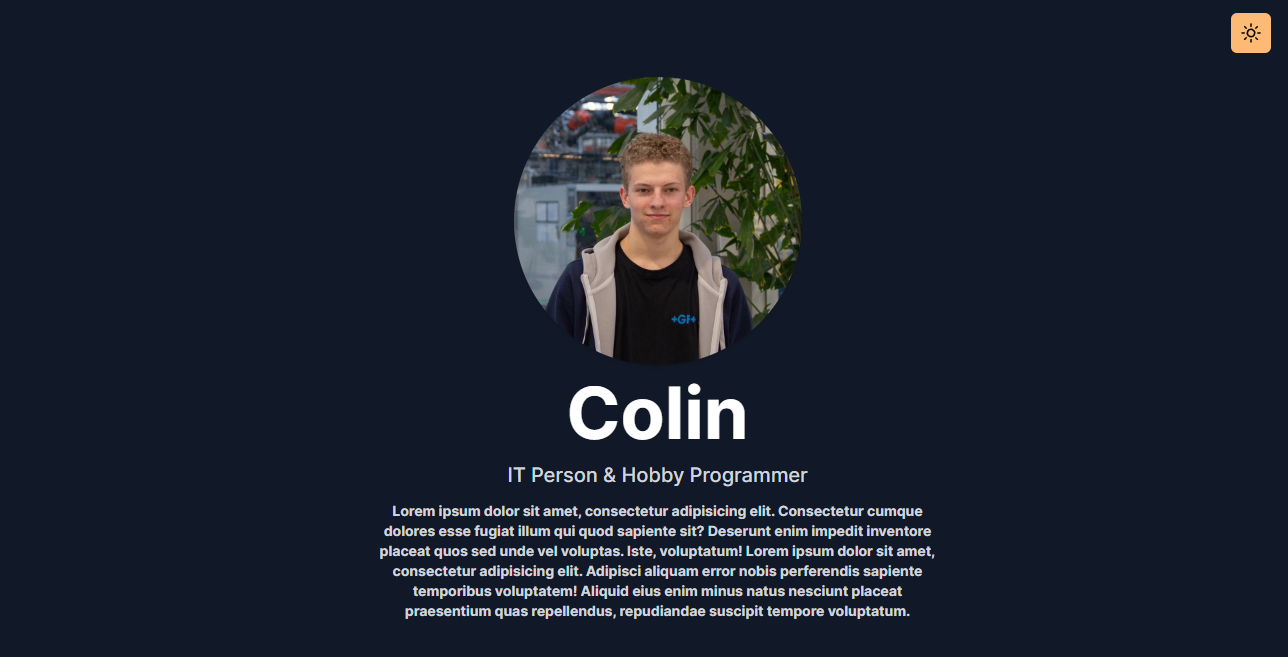 +GF+
Colin
IT Person & Hobby Programmer
Lorem ipsum dolor sit amet, consectetur adipisicing elit. Consectetur cumque
dolores esse fugiat illum qui quod sapiente sit? Deserunt enim impedit inventore
placeat quos sed unde vel voluptas. Iste, voluptatum! Lorem ipsum dolor sit amet,
consectetur adipisicing elit. Adipisci aliquam error nobis perferendis sapiente
temporibus voluptatem! Aliquid eius enim minus natus nesciunt placeat
praesentium quas repellendus, repudiandae suscipit tempore voluptatum.